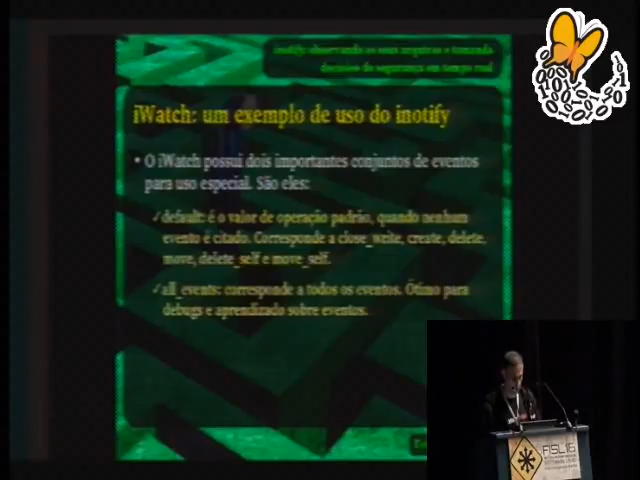 inotify: observando os seus arquivos e tomando
decisões de segurança em tempo real
iWatch: um exemplo de uso do inotify
• O iWatch possui dois importantes conjuntos de eventos
para uso especial. São eles:
✓default: é o valor de operação padrão, quando nenhum
evento é citado. Corresponde a close_write, create, delete,
move, delete_self e move_self.
✓all_events: corresponde a todos os eventos. Ótimo para
debugs e aprendizado sobre eventos.
FISL16